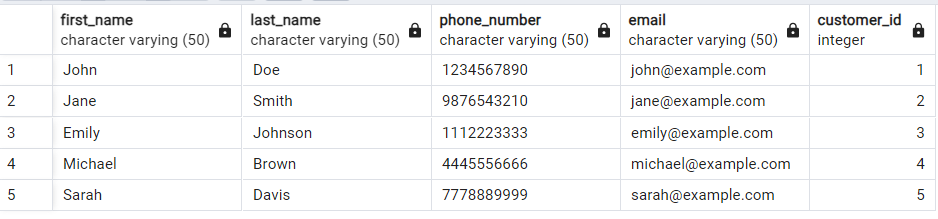 first_name last_name phone_number email customer_id
character varying (50) character varying (50) character varying (50) character varying (50) integer
1 John Doe 1234567890 john@example.com 1
2 Jane Smith 9876543210 jane@example.com 2
3 Emily Johnson 1112223333 emily@example.com 3
4 Michael Brown 4445556666 michael@example.com 4
5 Sarah Davis 7778889999 sarah@example.com 5